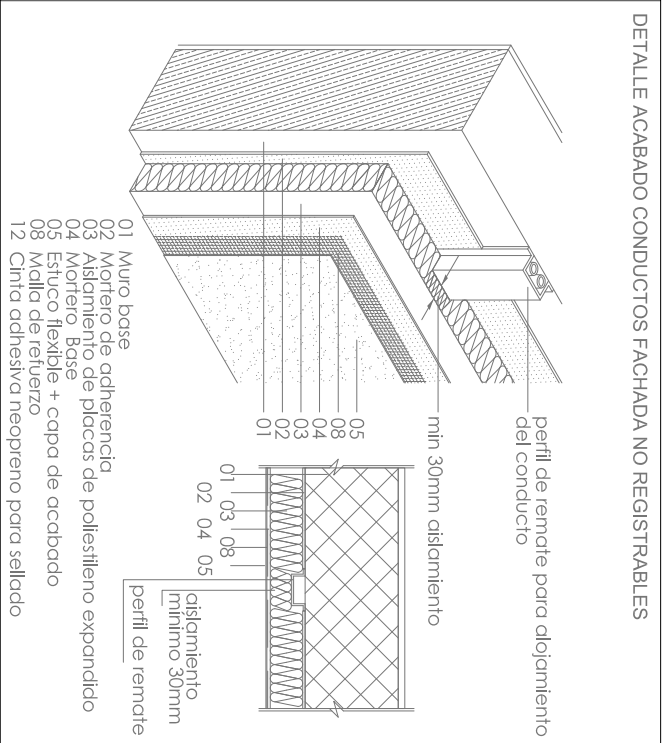 DETALLE ACABADO CONDUCTOS FACHADA NO REGISTRABLES
perfil de remate para alojamiento
del conducto
min 30mm aislamiento
05
08
04
03
02
01
01
02
03
04
08
05
aislamiento
mínimo 30mm
perfil de remate
01 Muro base
02 Mortero de adherencia
03 Aislamiento de placas de poliestileno expandido
04 Mortero Base
05 Estuco flexible + capa de acabado
08 Malla de refuerzo
12 Cinta adhesiva neopreno para sellado